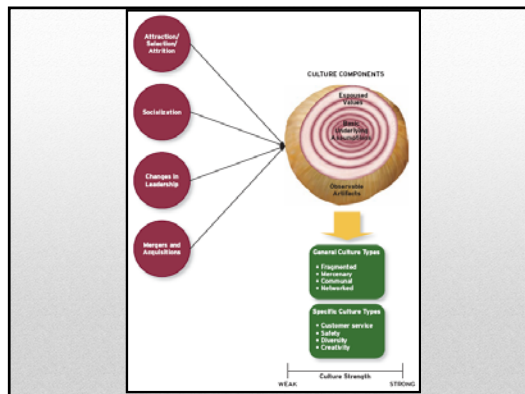 Attraction/
Selection/
Attrition
Socialization
Changes in
Leadership
Mergers and
Acquisitions
CULTURE COMPONENTS
Espoused
Values
Basic
Underlying
Assumptions
Observable
Artifacts
General Culture Types
• Fragmented
• Mercenary
• Communal
• Networked
Specific Culture Types
• Customer service
• Safety
• Diversity
• Creativity
Culture Strength
WEAK
STRONG